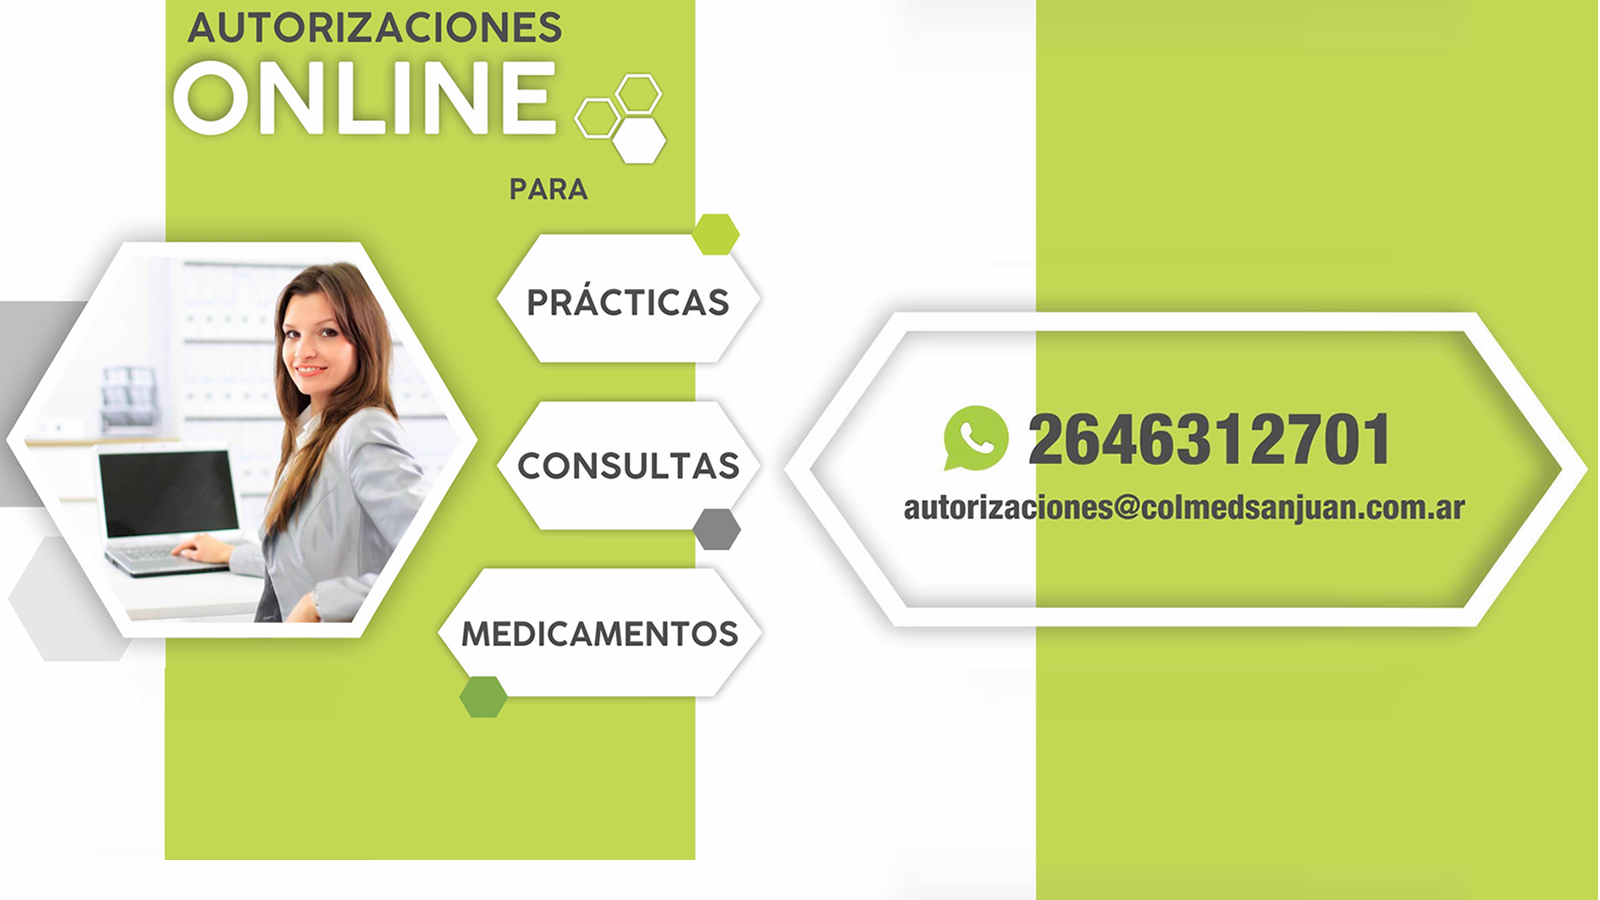 AUTORIZACIONES
ONLINE
PARA
PRÁCTICAS
CONSULTAS
MEDICAMENTOS
2646312701
autorizaciones@colmedsanjuan.com.ar